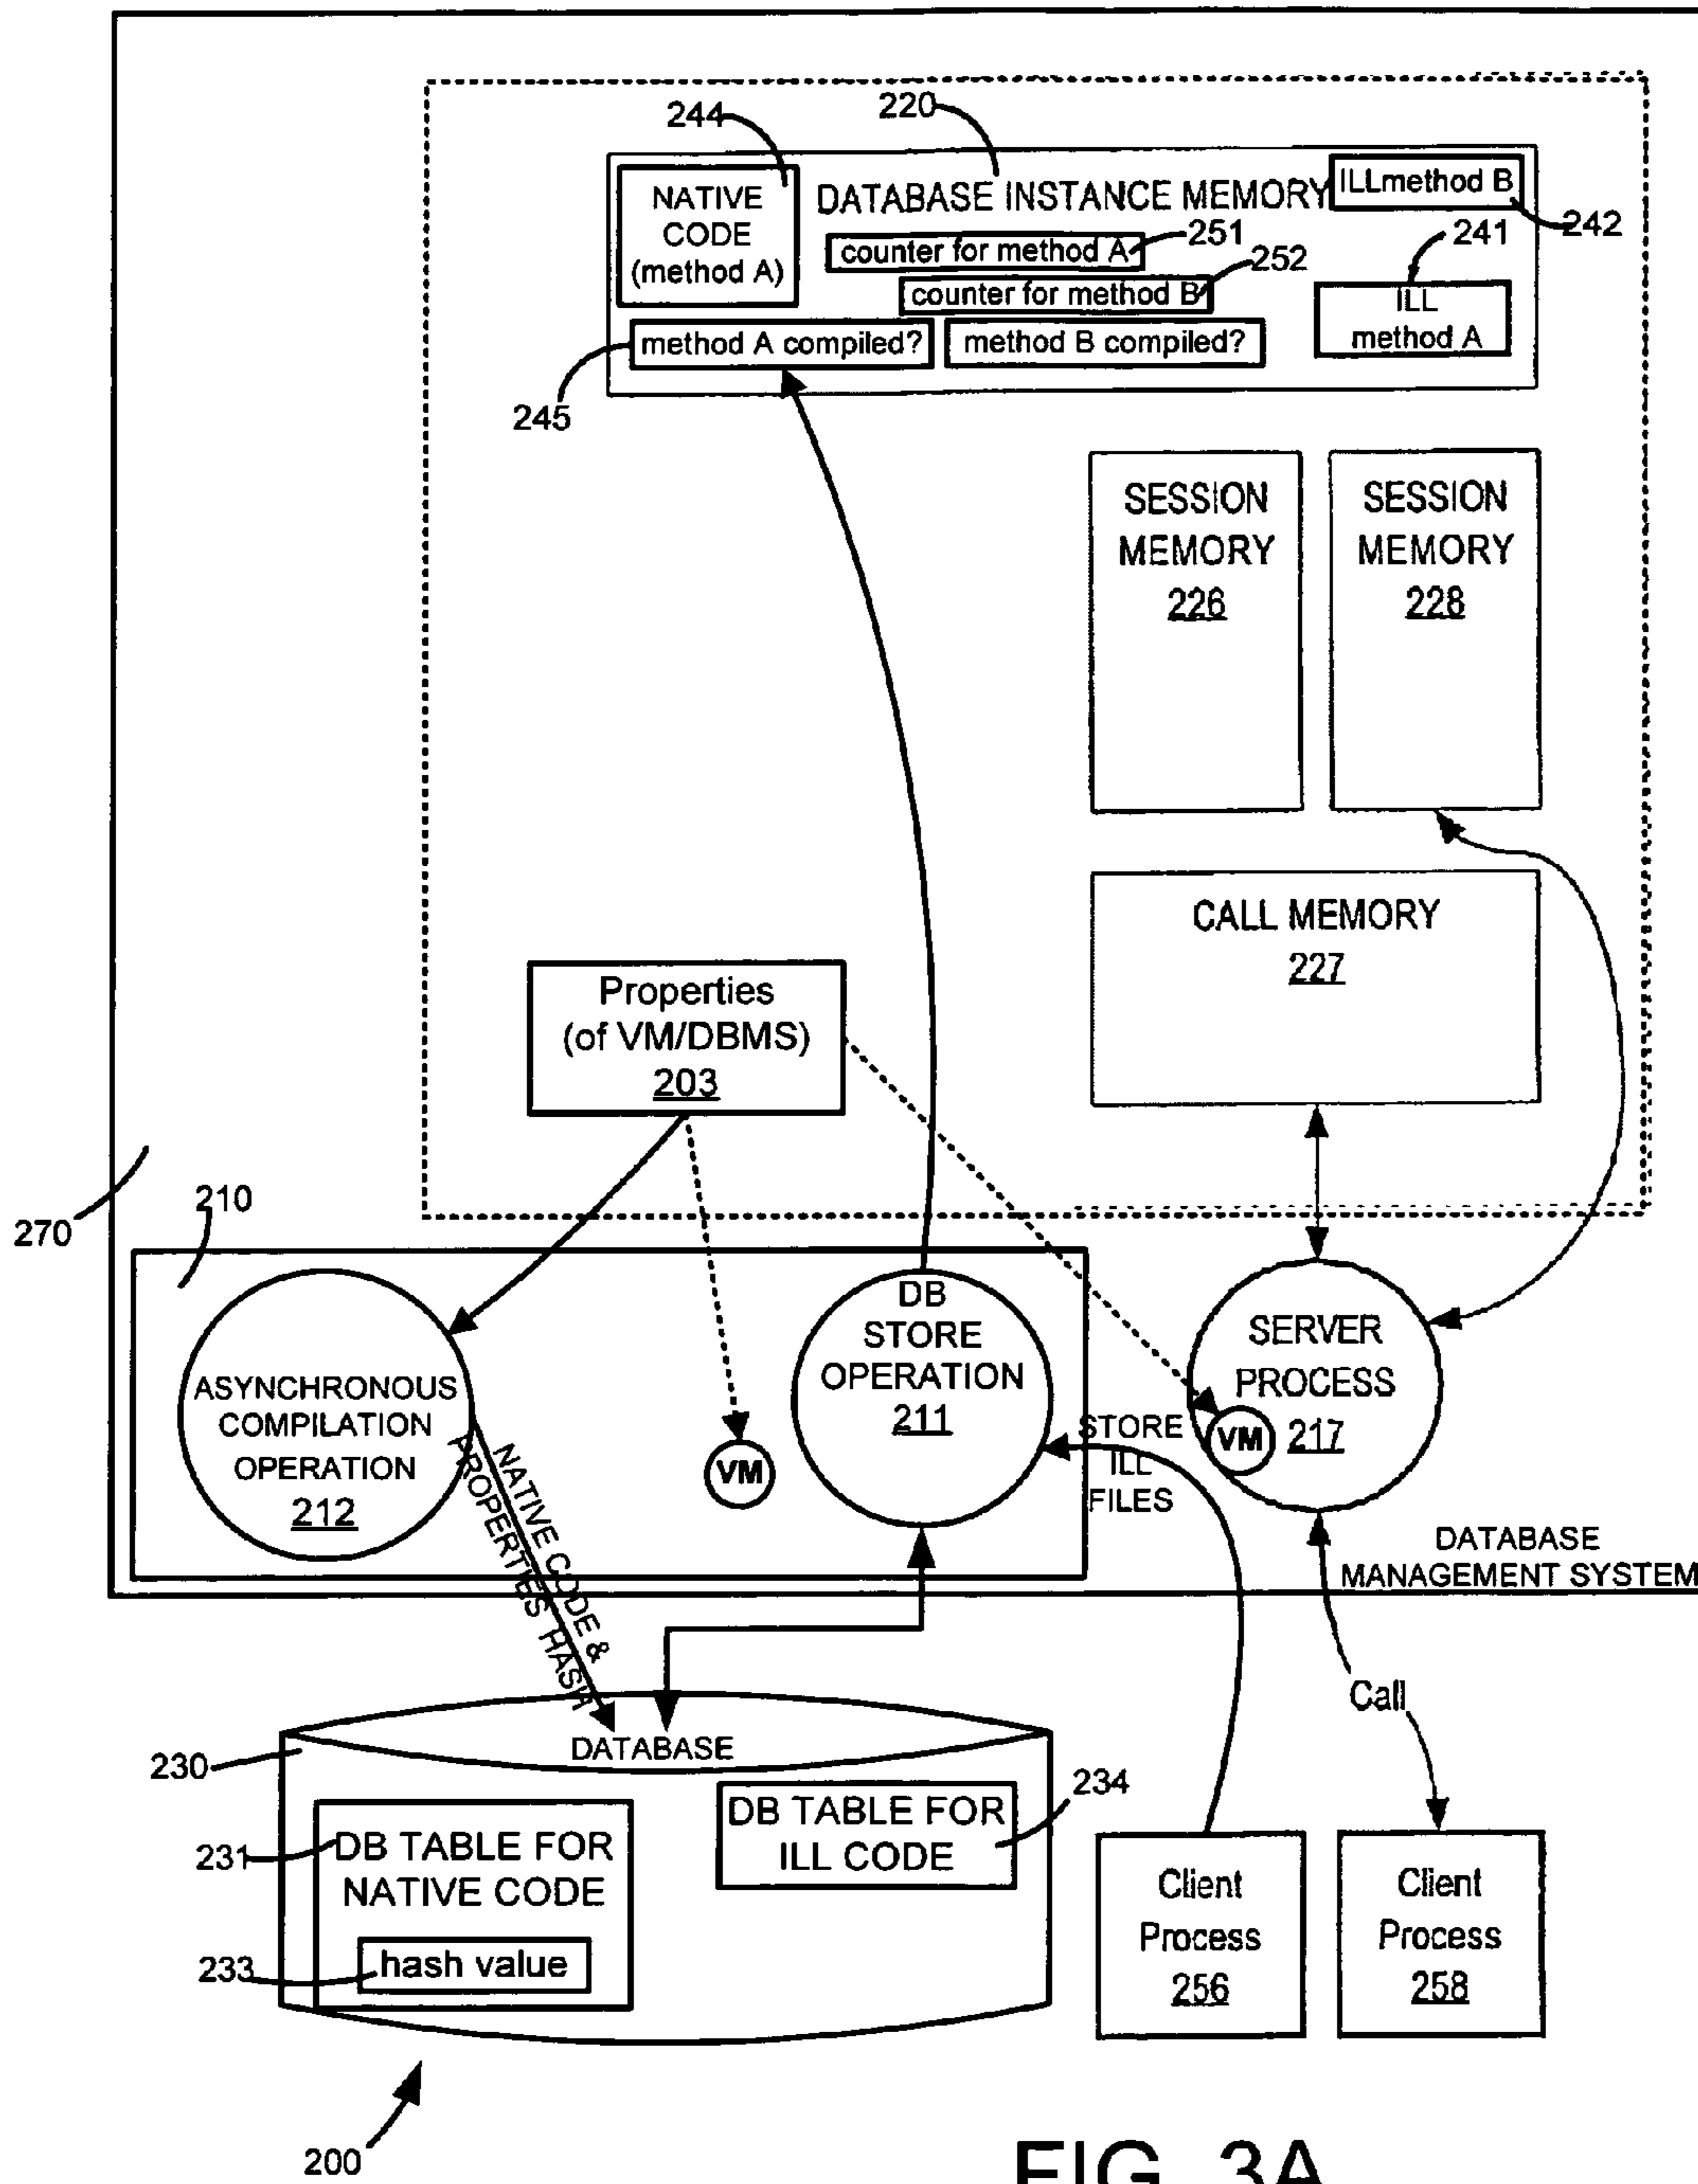 244
220
NATIVE
CODE
(method A)
DATABASE INSTANCE MEMORY
ILLmethod B
242
counter for method A
251
241
counter for method B
252
ILL
method A
method A compiled?
method B compiled?
245
SESSION
MEMORY
226
SESSION
MEMORY
228
CALL MEMORY
227
Properties
(of VM/DBMS)
203
270
210
ASYNCHRONOUS
COMPILATION
OPERATION
212
VM
DB
STORE
OPERATION
211
STORE
ILL
FILES
SERVER
PROCESS
217
VM
NATIVE CODE &
PROPERTIES HASH
DATABASE
MANAGEMENT SYSTEM
Call
DATABASE
230
231
DB TABLE FOR
NATIVE CODE
233
hash value
DB TABLE FOR
ILL CODE
234
Client
Process
256
Client
Process
258
200
FIG. 3A